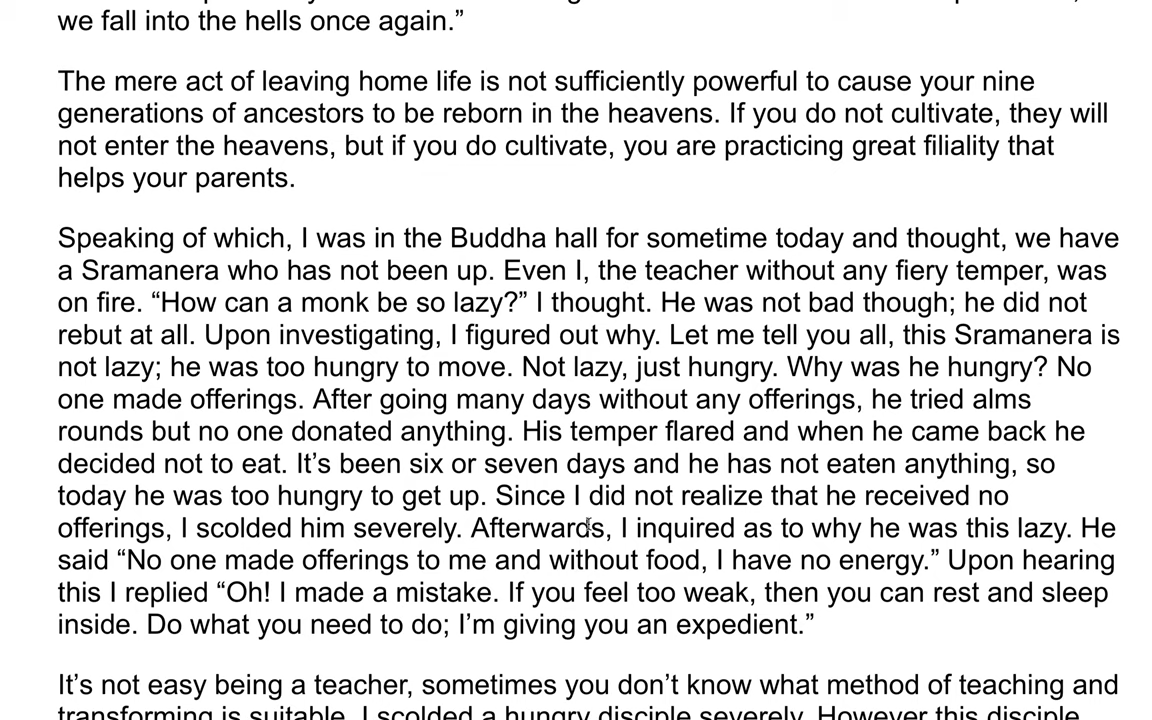 we fall into the hells once again.”
The mere act of leaving home life is not sufficiently powerful to cause your nine
generations of ancestors to be reborn in the heavens. If you do not cultivate, they will
not enter the heavens, but if you do cultivate, you are practicing great filiality that
helps your parents.
Speaking of which, I was in the Buddha hall for sometime today and thought, we have
a Sramanera who has not been up. Even I, the teacher without any fiery temper, was
on fire. “How can a monk be so lazy?” I thought. He was not bad though; he did not
rebut at all. Upon investigating, I figured out why. Let me tell you all, this Sramanera is
not lazy; he was too hungry to move. Not lazy, just hungry. Why was he hungry? No
one made offerings. After going many days without any offerings, he tried alms
rounds but no one donated anything. His temper flared and when he came back he
decided not to eat. It’s been six or seven days and he has not eaten anything, so
today he was too hungry to get up. Since I did not realize that he received no
offerings, I scolded him severely. Afterwards, I inquired as to why he was this lazy. He
said “No one made offerings to me and without food, I have no energy.” Upon hearing
this I replied “Oh! I made a mistake. If you feel too weak, then you can rest and sleep
inside. Do what you need to do; I’m giving you an expedient.”
It’s not easy being a teacher, sometimes you don’t know what method of teaching and
transforming is suitable. I scolded a hungry disciple severely. However this disciple